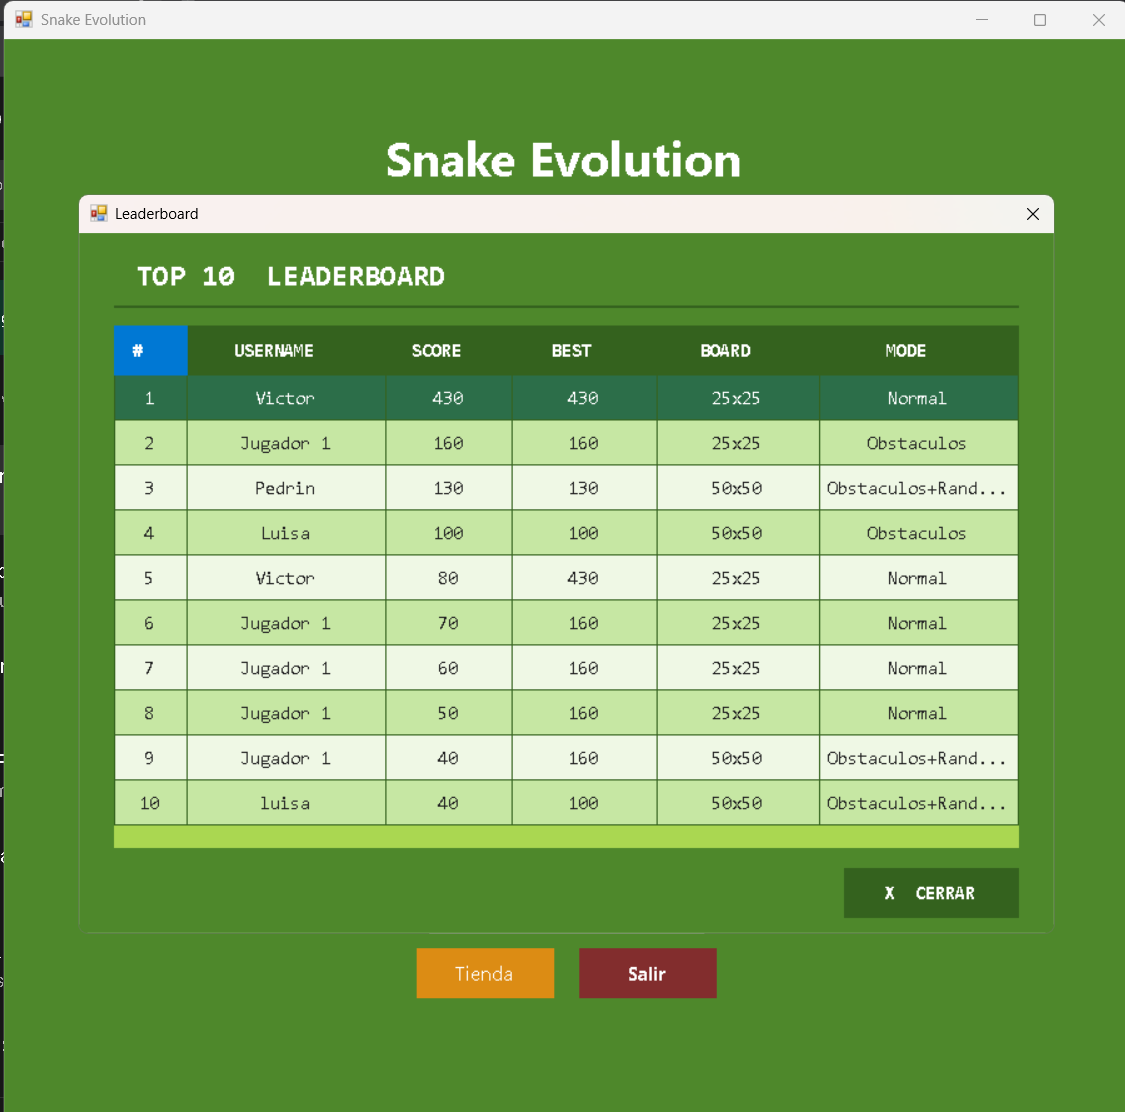 Snake Evolution
Snake Evolution
Leaderboard
TOP 10 LEADERBOARD
# USERNAME SCORE BEST BOARD MODE
1 Victor 430 430 25x25 Normal
2 Jugador 1 160 160 25x25 Obstaculos
3 Pedrin 130 130 50x50 Obstaculos+Rand...
4 Luisa 100 100 50x50 Obstaculos
5 Victor 80 430 25x25 Normal
6 Jugador 1 70 160 25x25 Normal
7 Jugador 1 60 160 25x25 Normal
8 Jugador 1 50 160 25x25 Normal
9 Jugador 1 40 160 50x50 Obstaculos+Rand...
10 luisa 40 100 50x50 Obstaculos+Rand...
X CERRAR
Tienda Salir